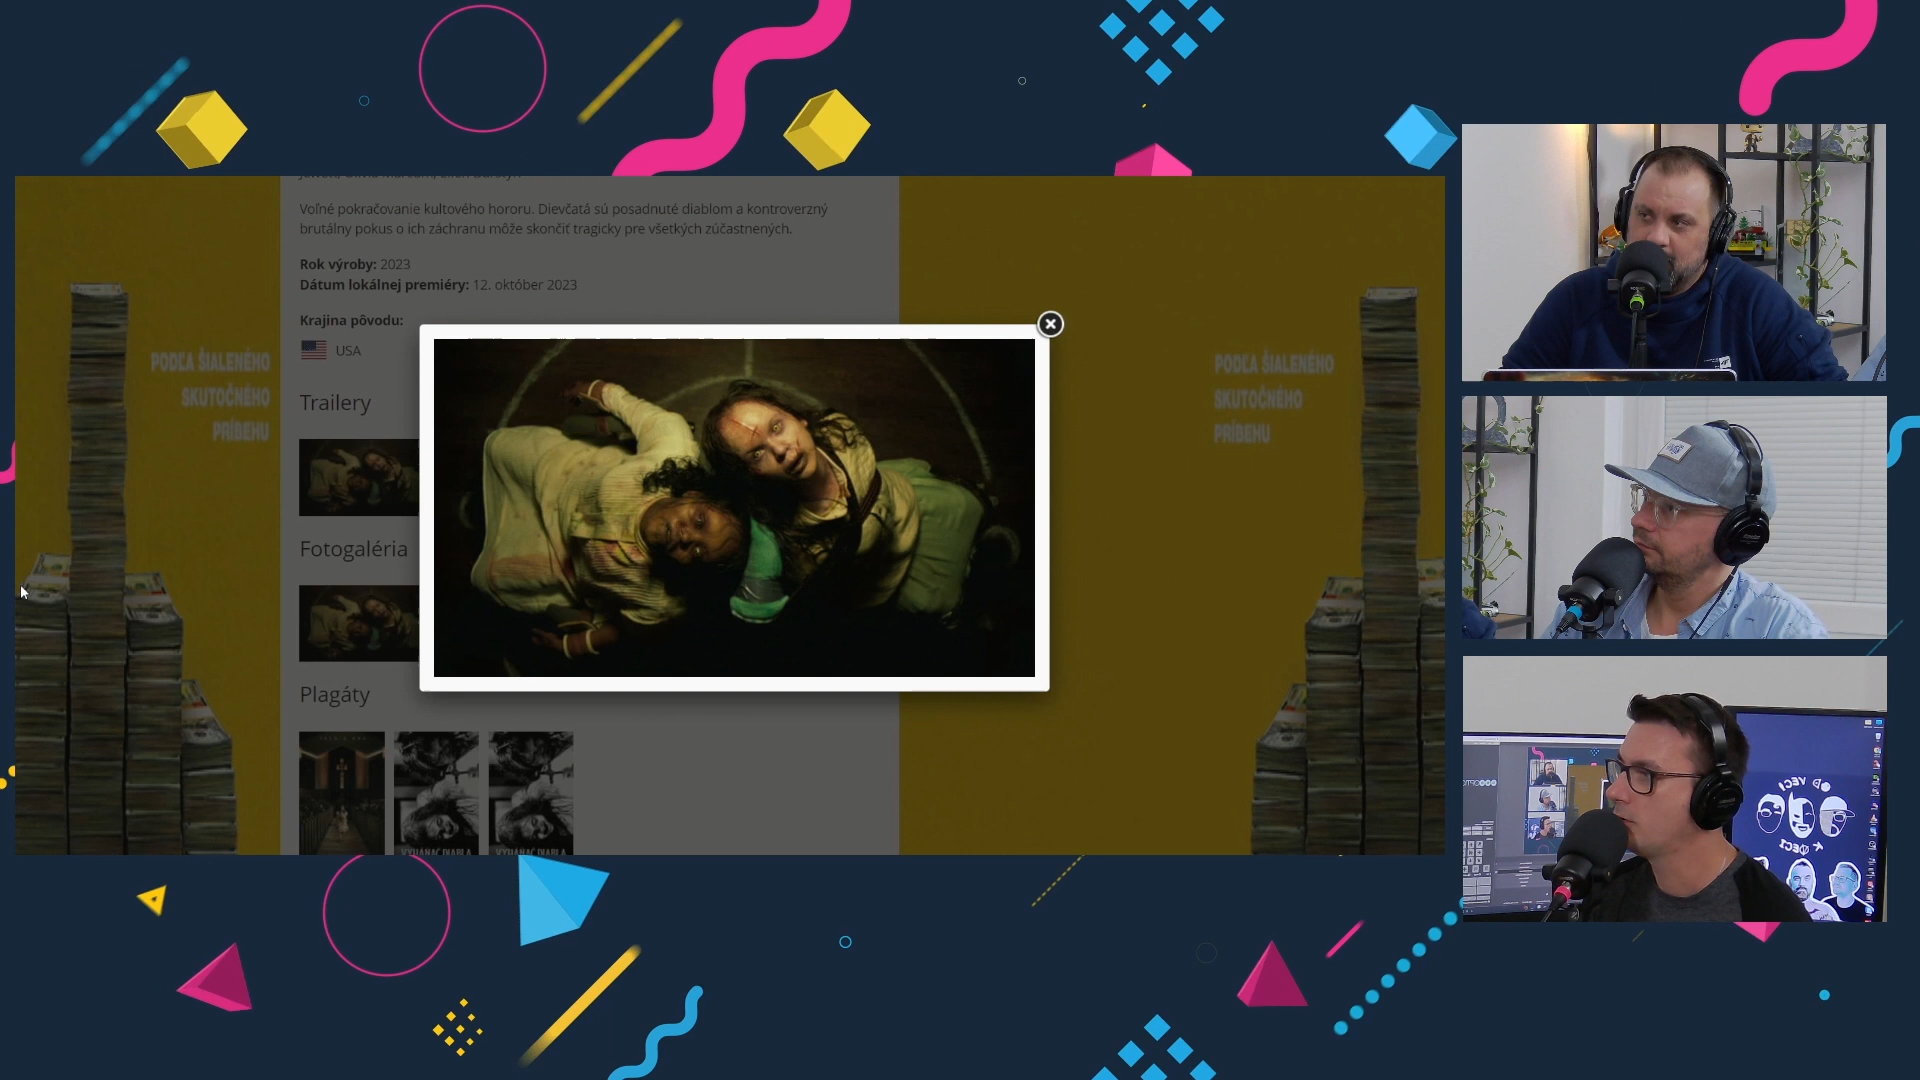 Voľné pokračovanie kultového hororu. Dievčatá sú posadnuté diablom a kontroverzný
brutálny pokus o ich záchranu môže skončiť tragicky pre všetkých zúčastnených.
Rok výroby: 2023
Dátum lokálnej premiéry: 12. október 2023
Krajina pôvodu:
USA
Trailery
Fotogaléria
Plagáty
PODĽA ŠIALENÉHO
SKUTOČNÉHO
PRÍBEHU
PODĽA ŠIALENÉHO
SKUTOČNÉHO
PRÍBEHU